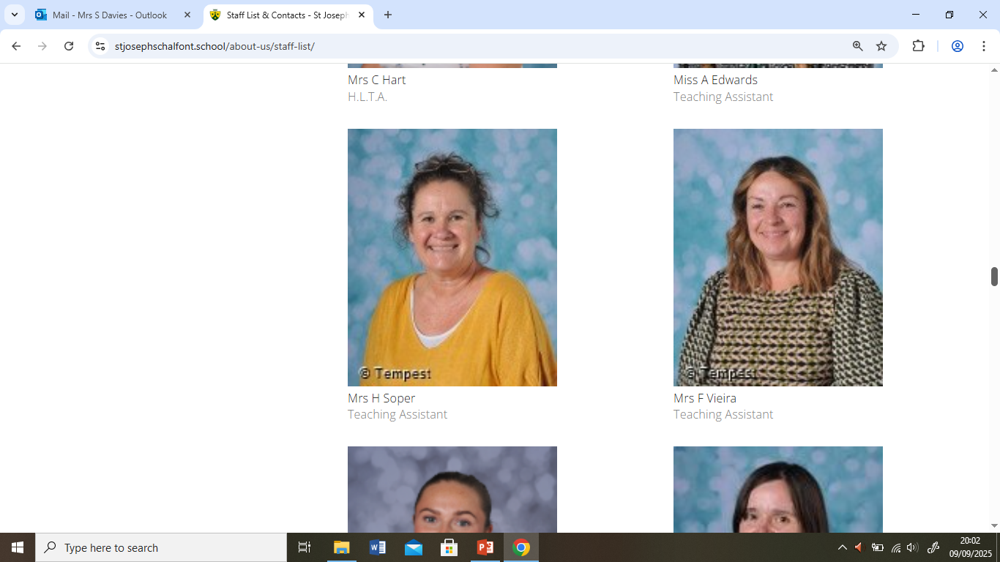 Mail - Mrs S Davies - Outlook
Staff List & Contacts - St Joseph
stjosephschalfont.school/about-us/staff-list/
Mrs C Hart
H.L.T.A.
Miss A Edwards
Teaching Assistant
© Tempest
© Tempest
Mrs H Soper
Teaching Assistant
Mrs F Vieira
Teaching Assistant
Type here to search
20:02
09/09/2025